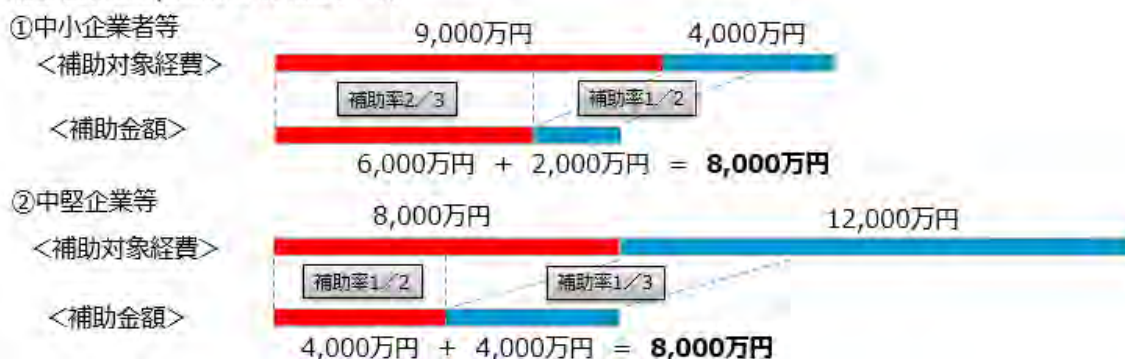 ①中小企業者等
9,000万円 4,000万円
＜補助対象経費＞
補助率2／3 補助率1／2
＜補助金額＞
6,000万円 + 2,000万円 = 8,000万円
②中堅企業等
8,000万円 12,000万円
＜補助対象経費＞
補助率1／2 補助率1／3
＜補助金額＞
4,000万円 + 4,000万円 = 8,000万円